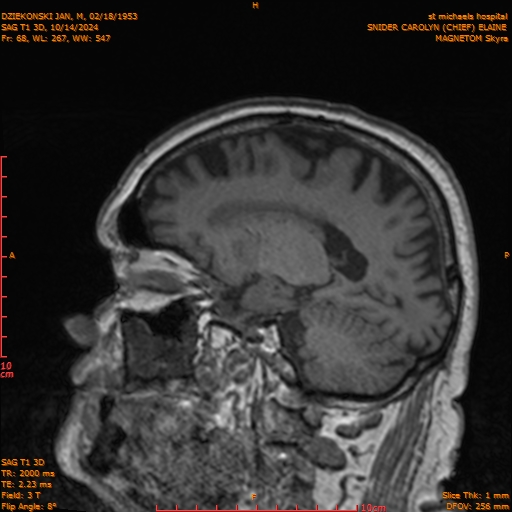 H
DZIEKONSKI JAN, M, 02/18/1953
SAG T1 3D, 10/14/2024
Fr: 68, WL: 267, WW: 547
st michaels hospital
SNIDER CAROLYN (CHIEF) ELAINE
MAGNETOM Skyra
A
P
10
cm
SAG T1 3D
TR: 2000 ms
TE: 2.23 ms
Field: 3 T
Flip Angle: 8°
F
10cm
Slice Thk: 1 mm
DFOV: 256 mm